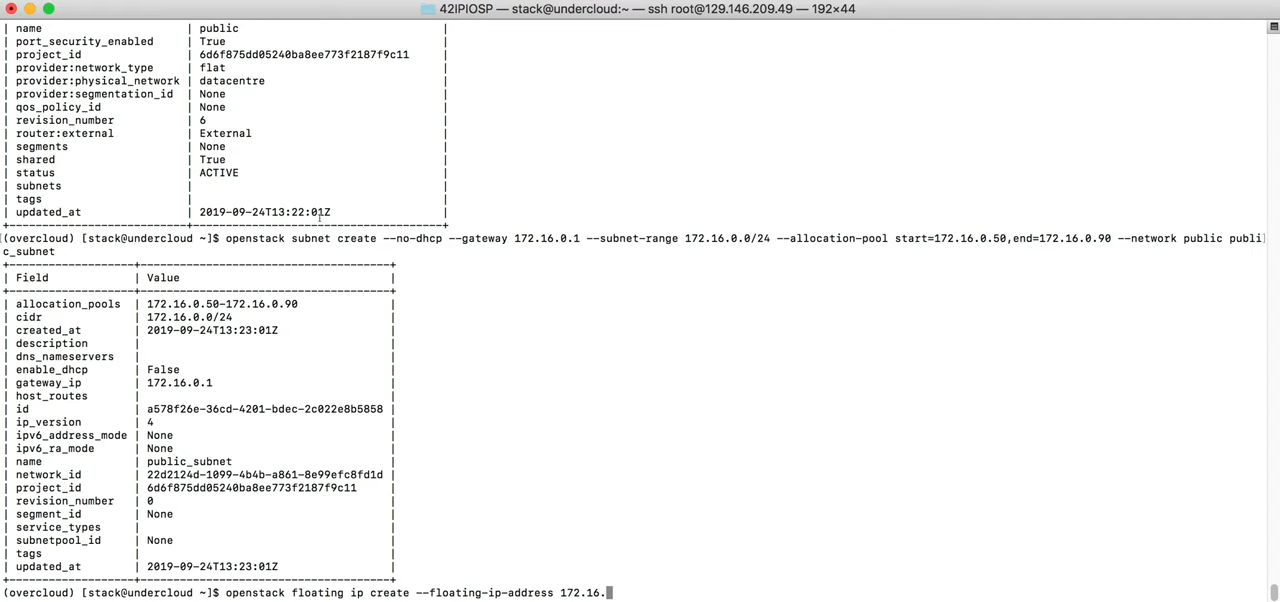 42IPIOSP — stack@undercloud:~ — ssh root@129.146.209.49 — 192×44
| name | public |
| port_security_enabled | True |
| project_id | 6d6f875dd05240ba8ee773f2187f9c11 |
| provider:network_type | flat |
| provider:physical_network | datacentre |
| provider:segmentation_id | None |
| qos_policy_id | None |
| revision_number | 6 |
| router:external | External |
| segments | None |
| shared | True |
| status | ACTIVE |
| subnets | |
| tags | |
| updated_at | 2019-09-24T13:22:01Z |
+---------------------------+--------------------------------------+
[(overcloud) [stack@undercloud ~]$ openstack subnet create --no-dhcp --gateway 172.16.0.1 --subnet-range 172.16.0.0/24 --allocation-pool start=172.16.0.50,end=172.16.0.90 --network public publi]
c_subnet
+-------------------+--------------------------------------+
| Field | Value |
+-------------------+--------------------------------------+
| allocation_pools | 172.16.0.50-172.16.0.90 |
| cidr | 172.16.0.0/24 |
| created_at | 2019-09-24T13:23:01Z |
| description | |
| dns_nameservers | |
| enable_dhcp | False |
| gateway_ip | 172.16.0.1 |
| host_routes | |
| id | a578f26e-36cd-4201-bdec-2c022e8b5858 |
| ip_version | 4 |
| ipv6_address_mode | None |
| ipv6_ra_mode | None |
| name | public_subnet |
| network_id | 22d2124d-1099-4b4b-a861-8e99efc8fd1d |
| project_id | 6d6f875dd05240ba8ee773f2187f9c11 |
| revision_number | 0 |
| segment_id | None |
| service_types | |
| subnetpool_id | None |
| tags | |
| updated_at | 2019-09-24T13:23:01Z |
+-------------------+--------------------------------------+
(overcloud) [stack@undercloud ~]$ openstack floating ip create --floating-ip-address 172.16.